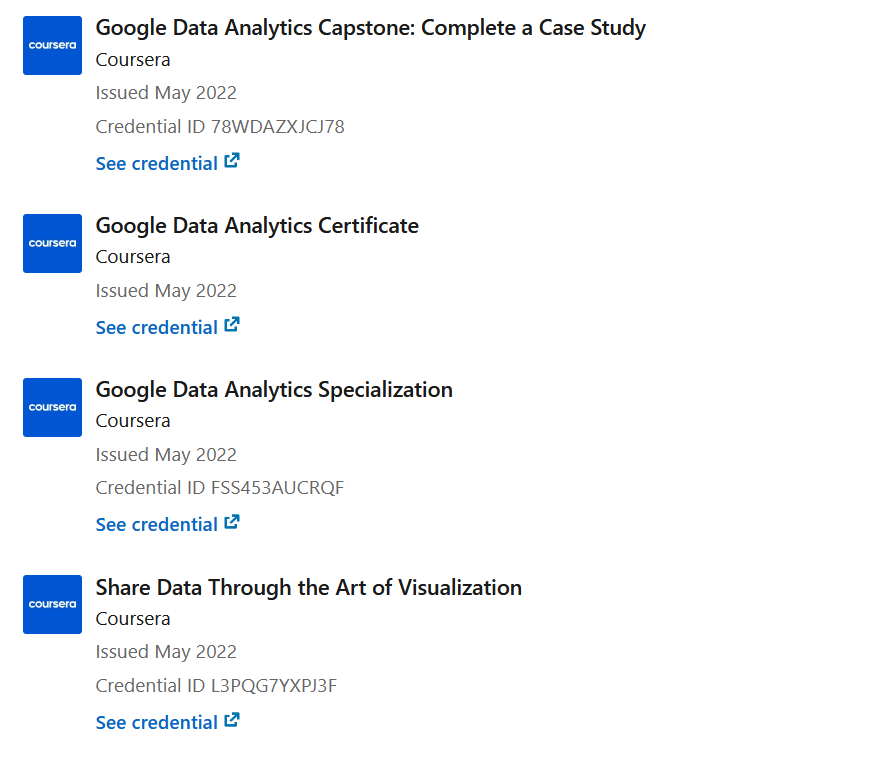 coursera
Google Data Analytics Capstone: Complete a Case Study
Coursera
Issued May 2022
Credential ID 78WDAZXJCJ78
See credential
coursera
Google Data Analytics Certificate
Coursera
Issued May 2022
See credential
coursera
Google Data Analytics Specialization
Coursera
Issued May 2022
Credential ID FSS453AUCRQF
See credential
coursera
Share Data Through the Art of Visualization
Coursera
Issued May 2022
Credential ID L3PQG7YXPJ3F
See credential